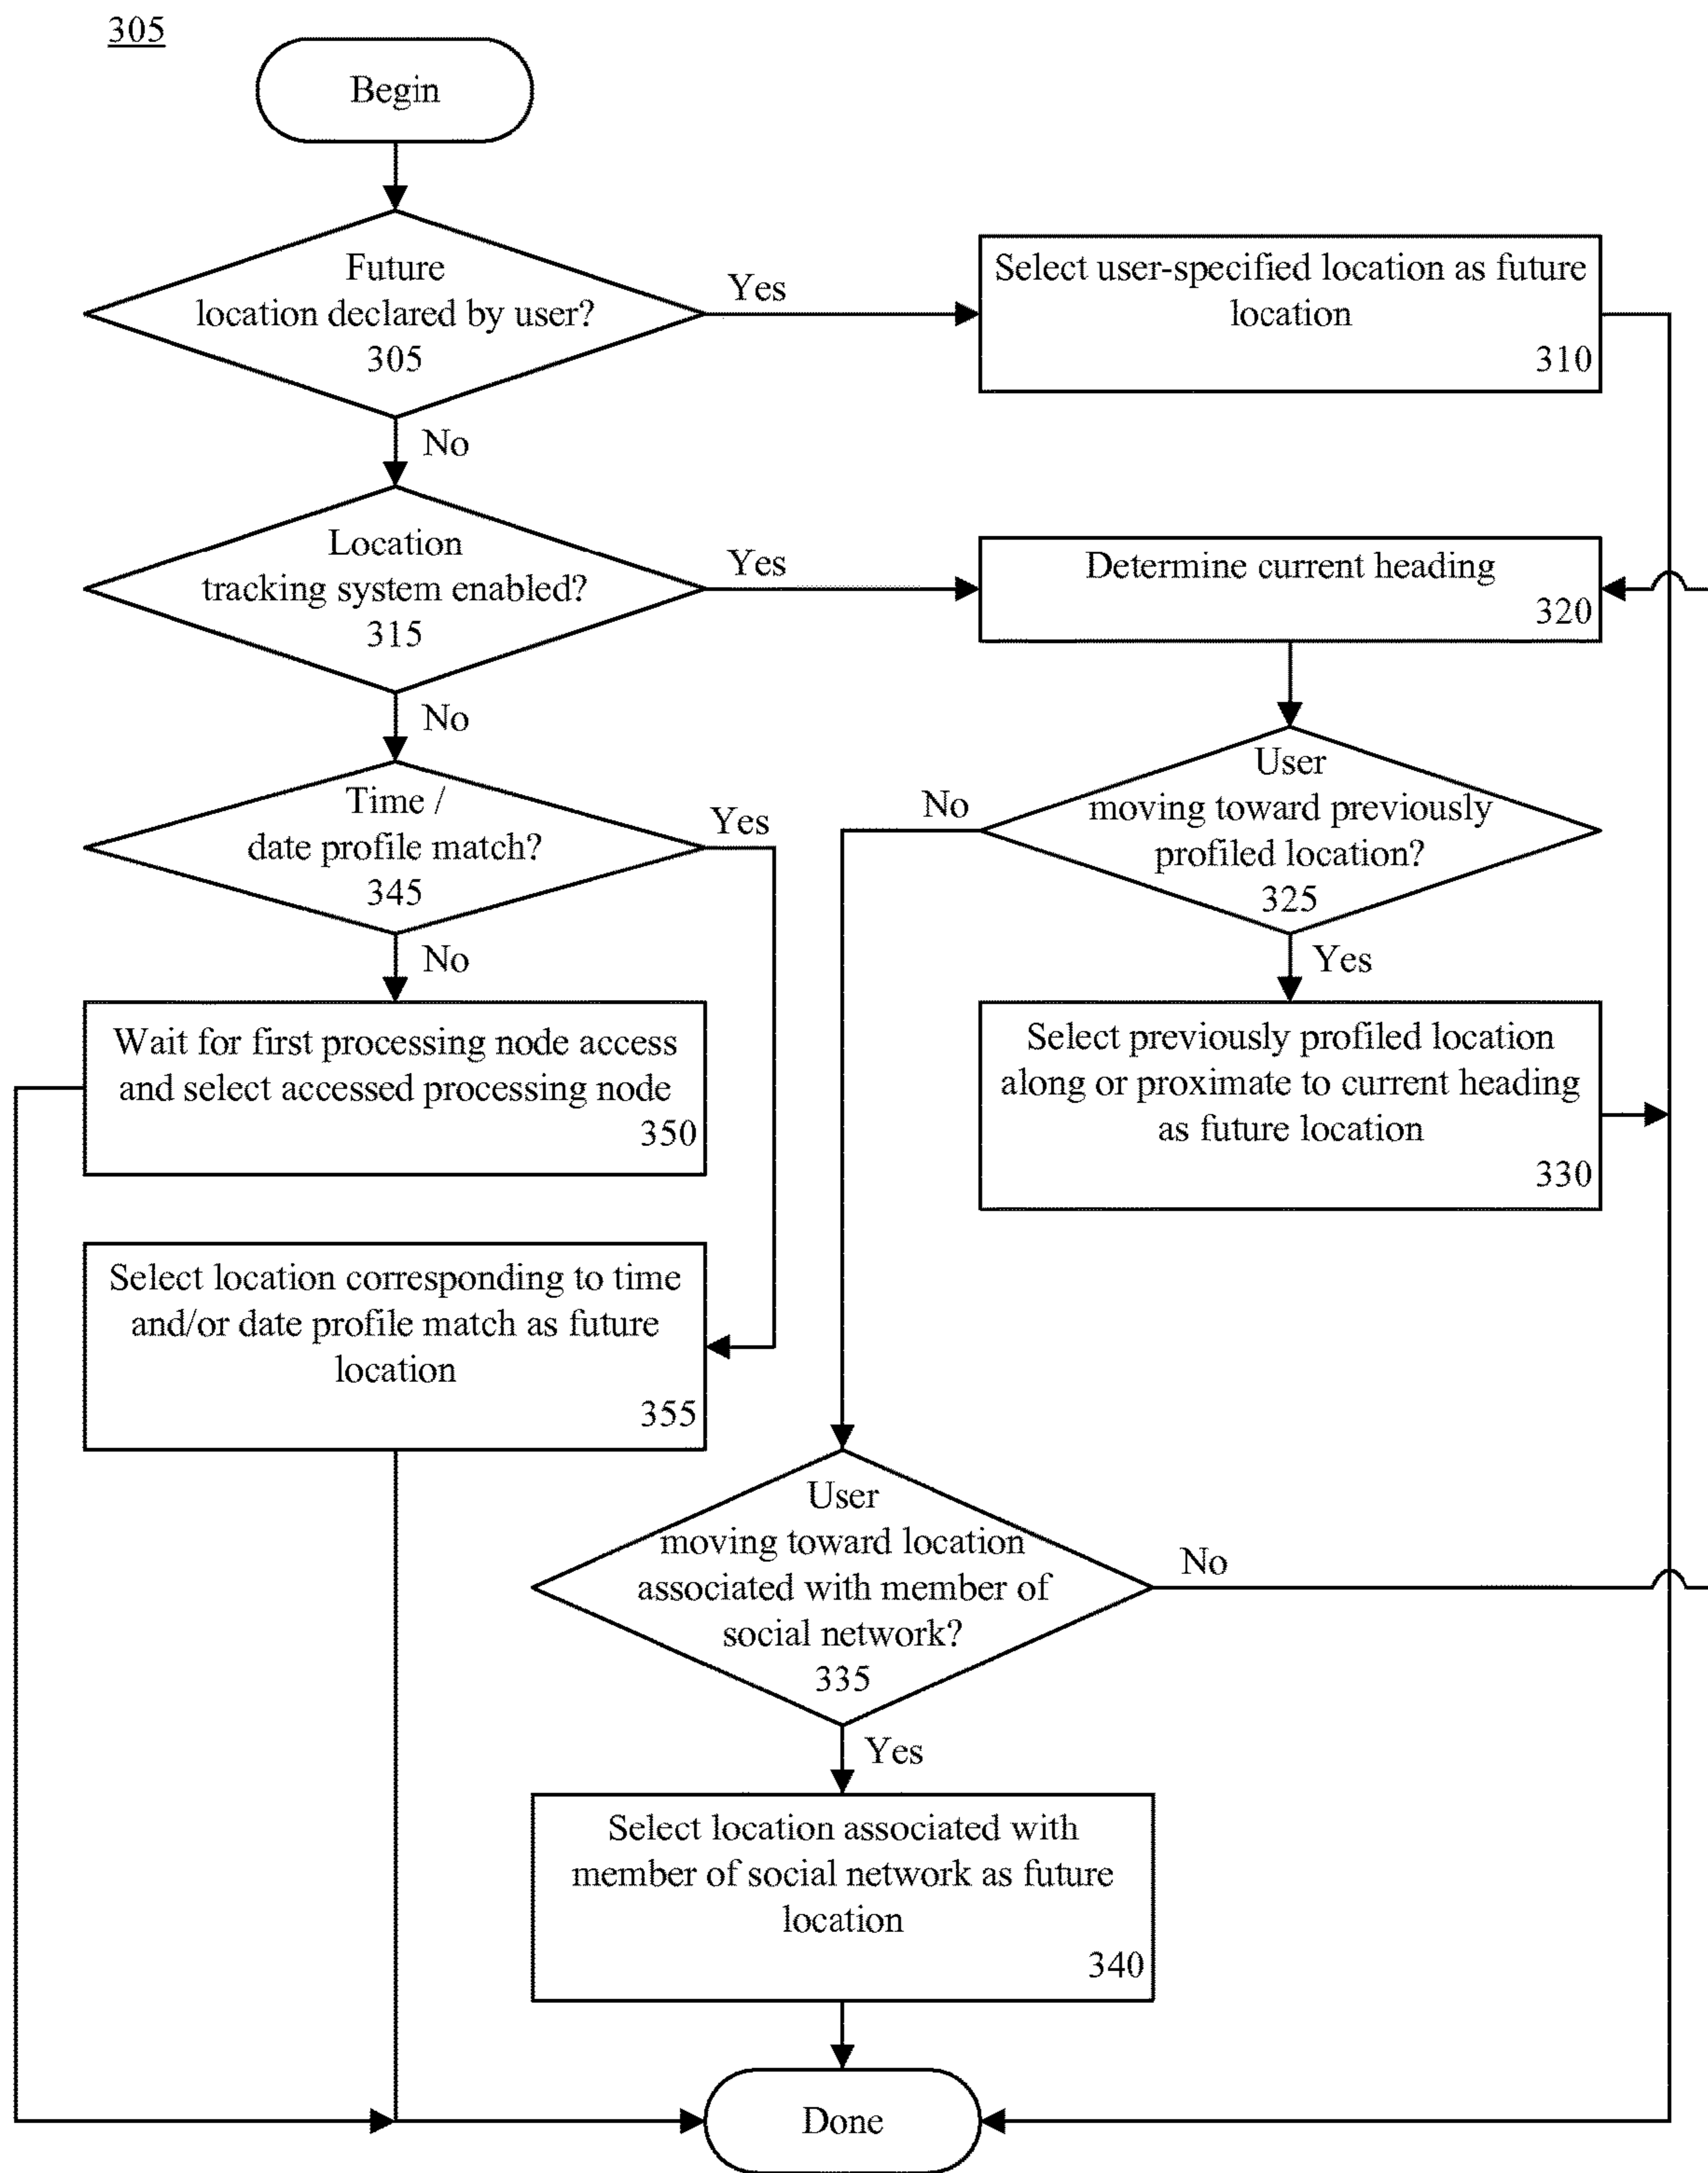 305
Begin
Future
location declared by user?
305
Yes
Select user-specified location as future
location
310
No
Location
tracking system enabled?
315
Yes
Determine current heading
320
No
Time /
date profile match?
345
Yes
No
User
moving toward previously
profiled location?
325
No
Yes
Wait for first processing node access
and select accessed processing node
350
Select previously profiled location
along or proximate to current heading
as future location
330
Select location corresponding to time
and/or date profile match as future
location
355
User
moving toward location
associated with member of
social network?
335
No
Yes
Select location associated with
member of social network as future
location
340
Done